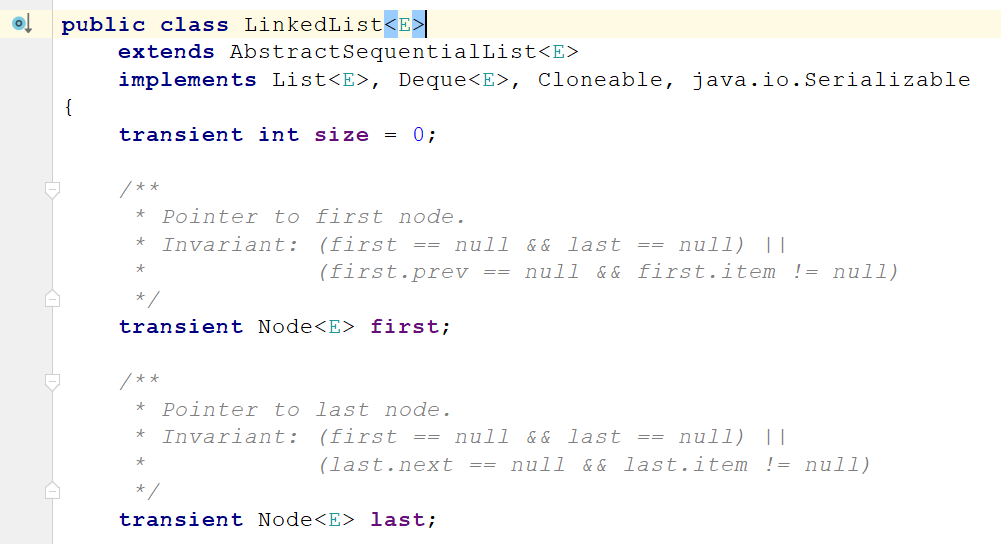 public class LinkedList<E>
extends AbstractSequentialList<E>
implements List<E>, Deque<E>, Cloneable, java.io.Serializable
{
transient int size = 0;
/**
* Pointer to first node.
* Invariant: (first == null && last == null) ||
*            (first.prev == null && first.item != null)
*/
transient Node<E> first;
/**
* Pointer to last node.
* Invariant: (first == null && last == null) ||
*            (last.next == null && last.item != null)
*/
transient Node<E> last;